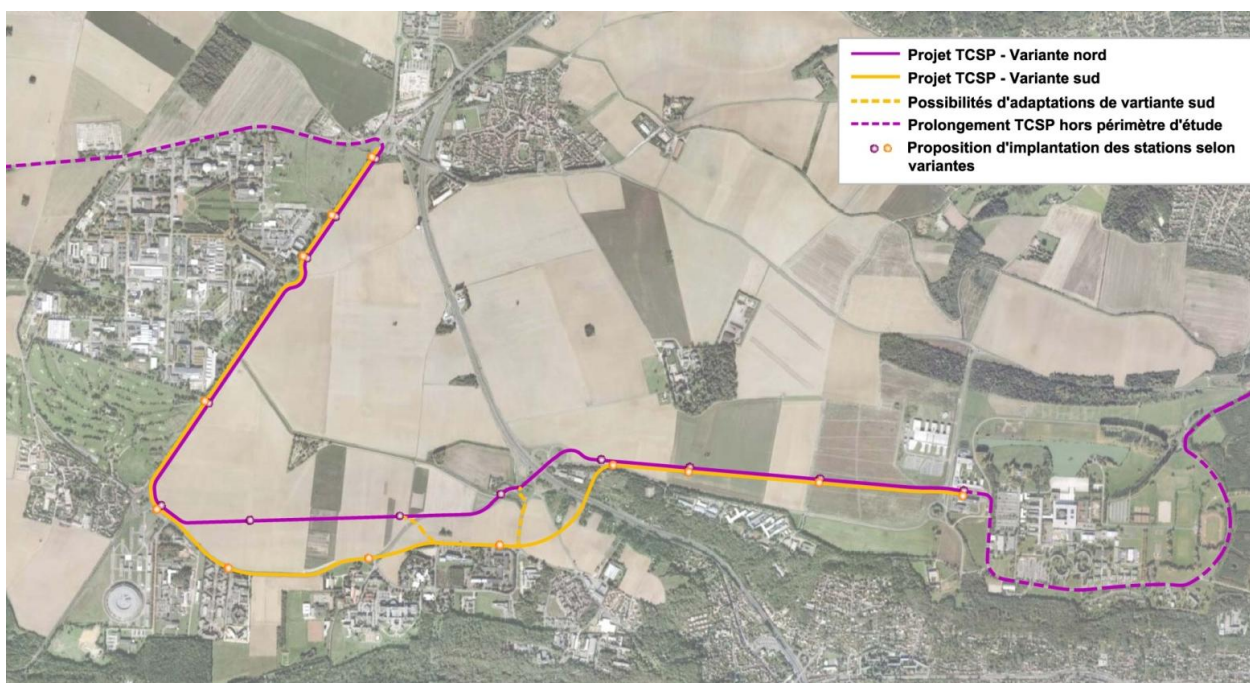 Projet TCSP - Variante nord
Projet TCSP - Variante sud
Possibilités d'adaptations de vartiante sud
Prolongement TCSP hors périmètre d'étude
Proposition d'implantation des stations selon
variantes